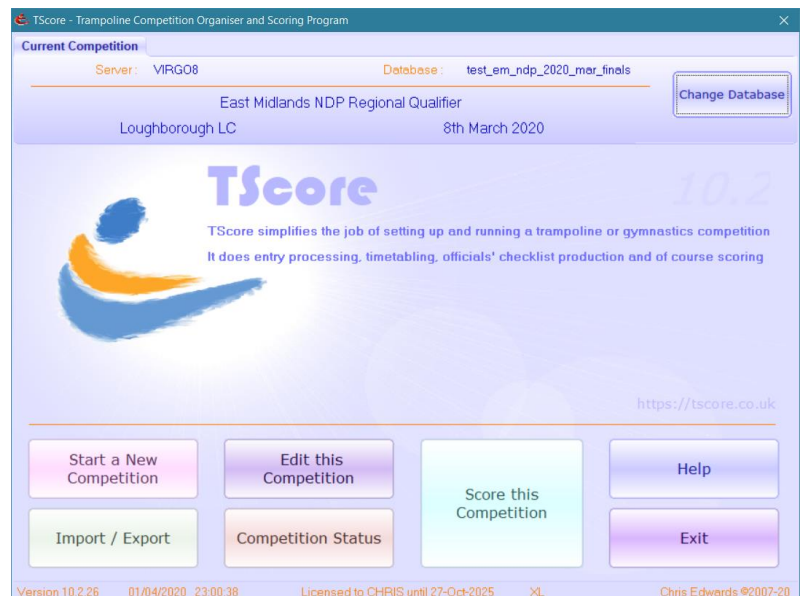 TScore - Trampoline Competition Organiser and Scoring Program
Current Competition
Server: VIRGO8 Database: test_em_ndp_2020_mar_finals
Change Database
East Midlands NDP Regional Qualifier
Loughborough LC 8th March 2020
TScore 10.2
TScore simplifies the job of setting up and running a trampoline or gymnastics competition
It does entry processing, timetabling, officials' checklist production and of course scoring
https://tscore.co.uk
Start a New
Competition
Edit this
Competition
Score this
Competition
Help
Import / Export
Competition Status
Exit
Version 10.2.26 01/04/2020 23:00:38 Licensed to CHRIS until 27-Oct-2025 XL Chris Edwards ©2007-20